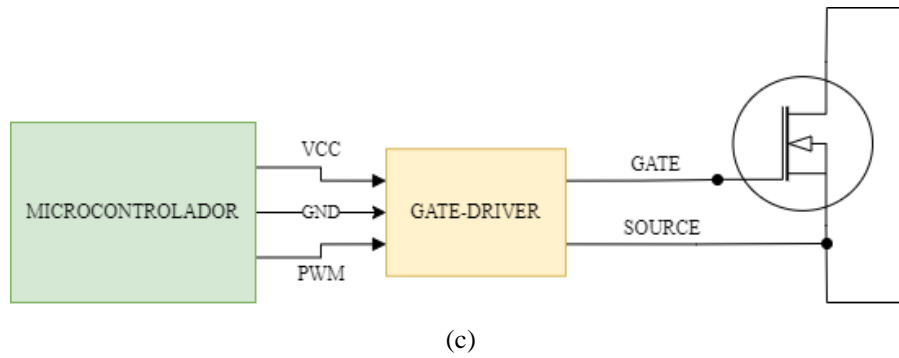 VCC
GATE
MICROCONTROLADOR
GND
GATE-DRIVER
SOURCE
PWM
(c)